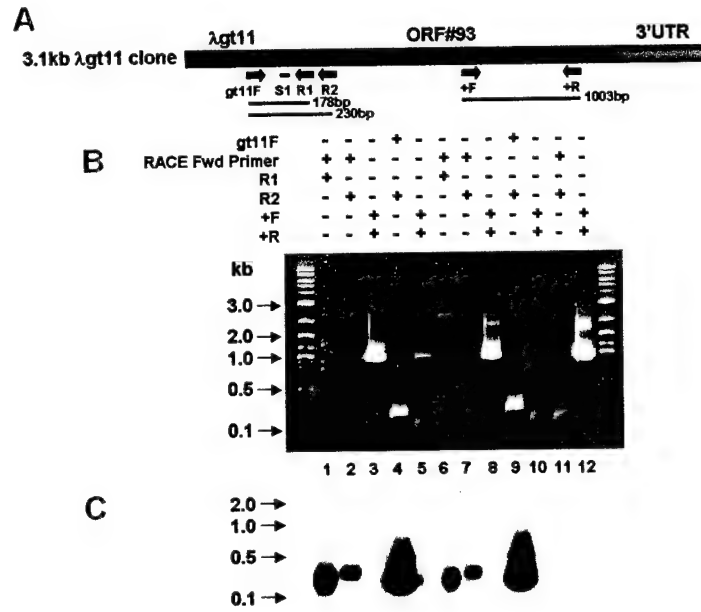 A
λgt11 ORF#93 3'UTR
3.1kb λgt11 clone
gt11F S1 R1 R2 +F +R
178bp 1003bp
230bp
B
gt11F - - - + - - - - + - - -
RACE Fwd Primer + + - - - + + - - - + -
R1 + - - - - + - - - - - -
R2 - + - + - - + - + - + -
+F - - + - + - - + - + - +
+R - - + - + - - + - + - +
kb
3.0
2.0
1.0
0.5
0.1
1 2 3 4 5 6 7 8 9 10 11 12
C
2.0
1.0
0.5
0.1